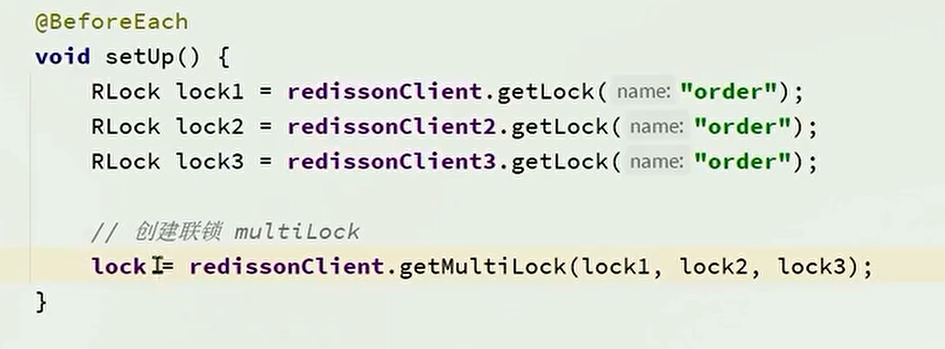 @BeforeEach
void setUp() {
RLock lock1 = redissonClient.getLock( name: "order");
RLock lock2 = redissonClient2.getLock( name: "order");
RLock lock3 = redissonClient3.getLock( name: "order");
// 创建联锁 multiLock
lock = redissonClient.getMultiLock(lock1, lock2, lock3);
}